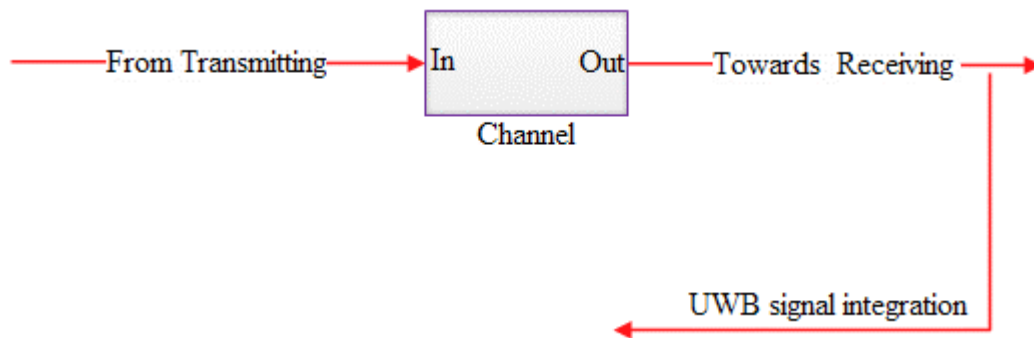 From Transmitting
In
Out
Towards Receiving
Channel
UWB signal integration